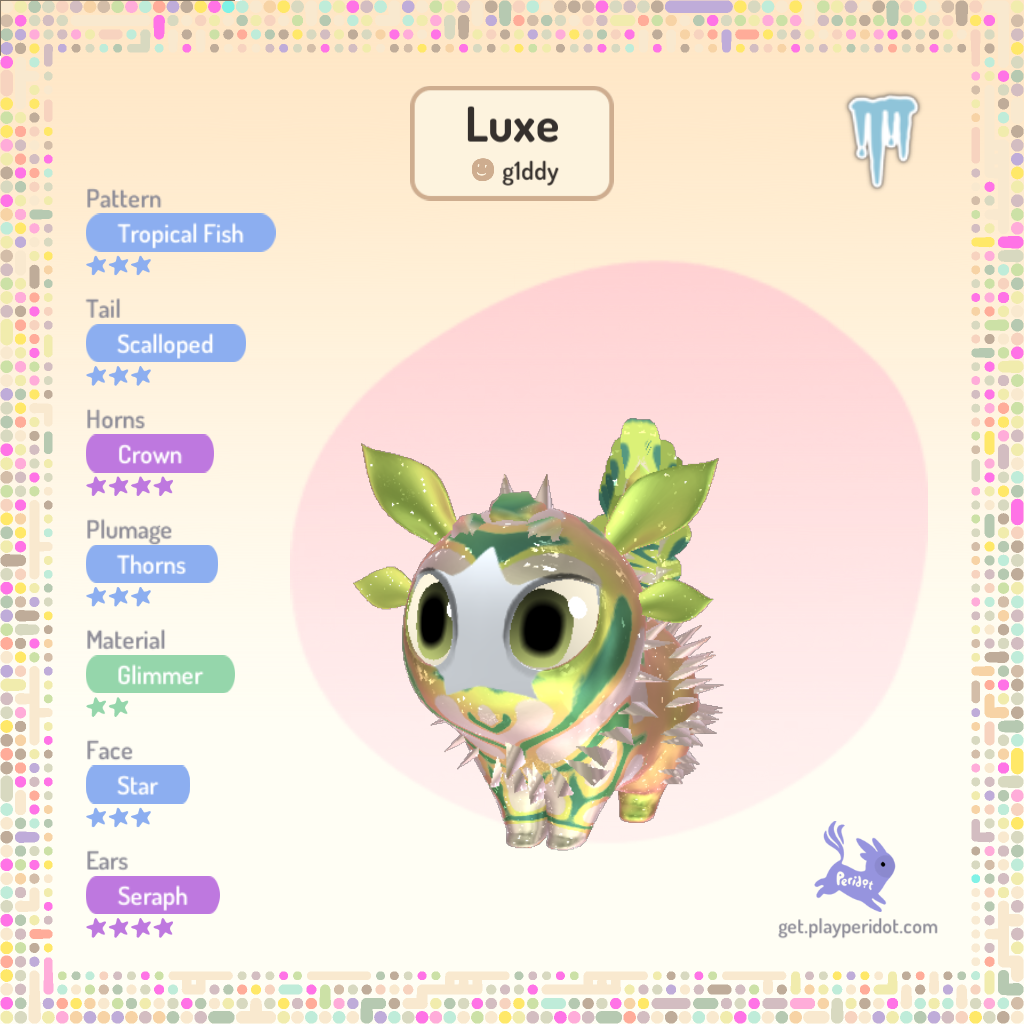 Luxe
g1ddy
Pattern
Tropical Fish
Tail
Scalloped
Horns
Crown
Plumage
Thorns
Material
Glimmer
Face
Star
Ears
Seraph
Peridot
get.playperidot.com